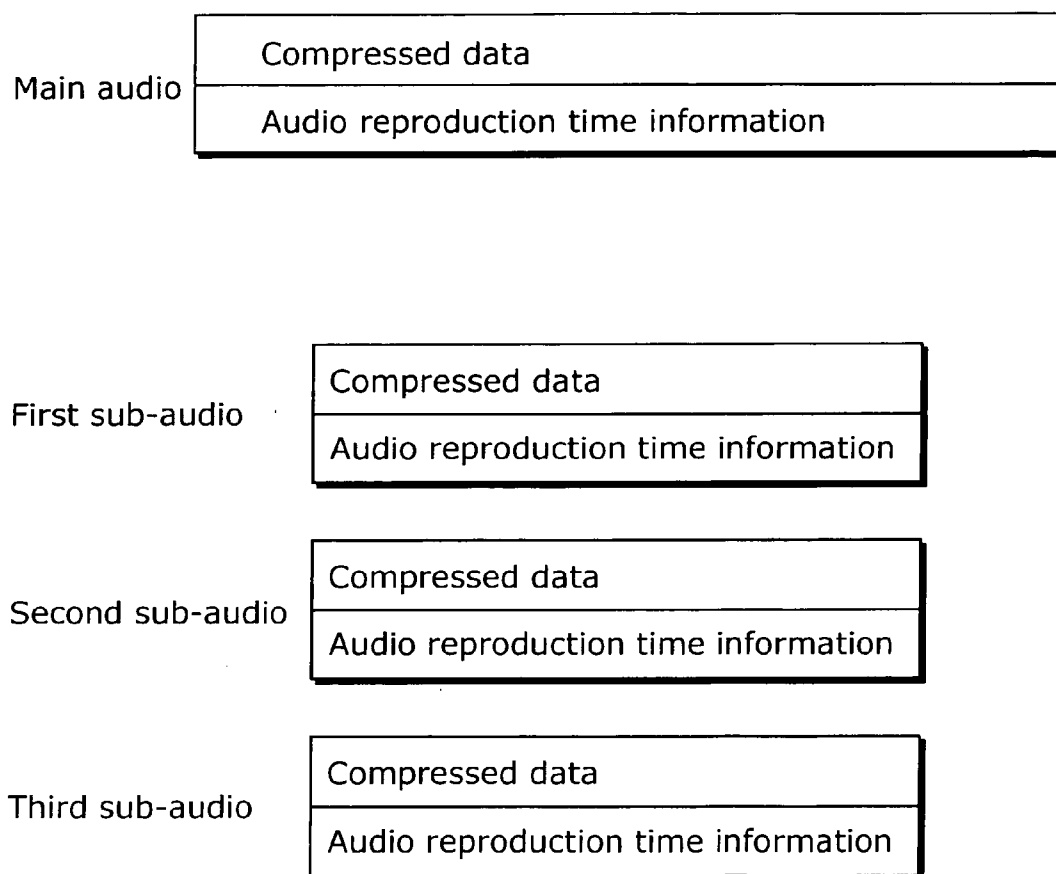 Compressed data
Main audio
Audio reproduction time information
Compressed data
First sub-audio
Audio reproduction time information
Compressed data
Second sub-audio
Audio reproduction time information
Compressed data
Third sub-audio
Audio reproduction time information